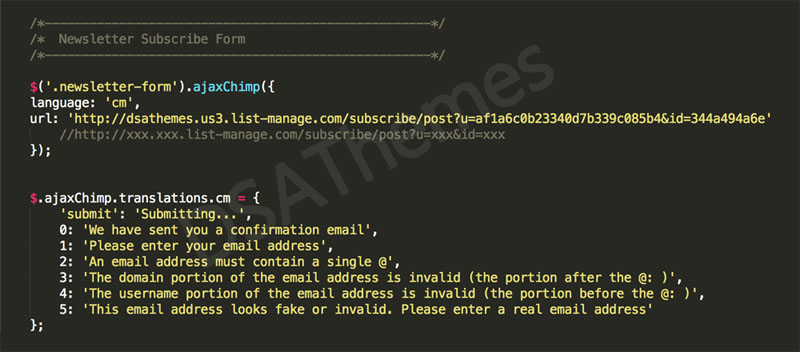 /*----------------------------------------------------*/
/*  Newsletter Subscribe Form
/*----------------------------------------------------*/
$('.newsletter-form').ajaxChimp({
language: 'cm',
url: 'http://dsathemes.us3.list-manage.com/subscribe/post?u=af1a6c0b23340d7b339c085b4&id=344a494a6e'
    //http://xxx.xxx.list-manage.com/subscribe/post?u=xxx&id=xxx
});
$.ajaxChimp.translations.cm = {
    'submit': 'Submitting...',
    0: 'We have sent you a confirmation email',
    1: 'Please enter your email address',
    2: 'An email address must contain a single @',
    3: 'The domain portion of the email address is invalid (the portion after the @: )',
    4: 'The username portion of the email address is invalid (the portion before the @: )',
    5: 'This email address looks fake or invalid. Please enter a real email address'
};
DSAThemes